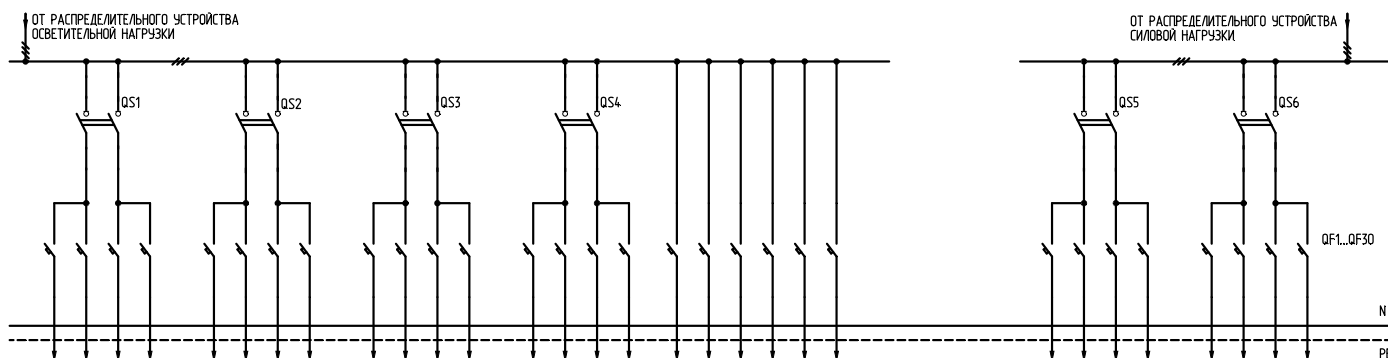 ОТ РАСПРЕДЕЛИТЕЛЬНОГО УСТРОЙСТВА
ОСВЕТИТЕЛЬНОЙ НАГРУЗКИ
ОТ РАСПРЕДЕЛИТЕЛЬНОГО УСТРОЙСТВА
СИЛОВОЙ НАГРУЗКИ
QS1
QS2
QS3
QS4
QS5
QS6
QF1...QF30
N
PE